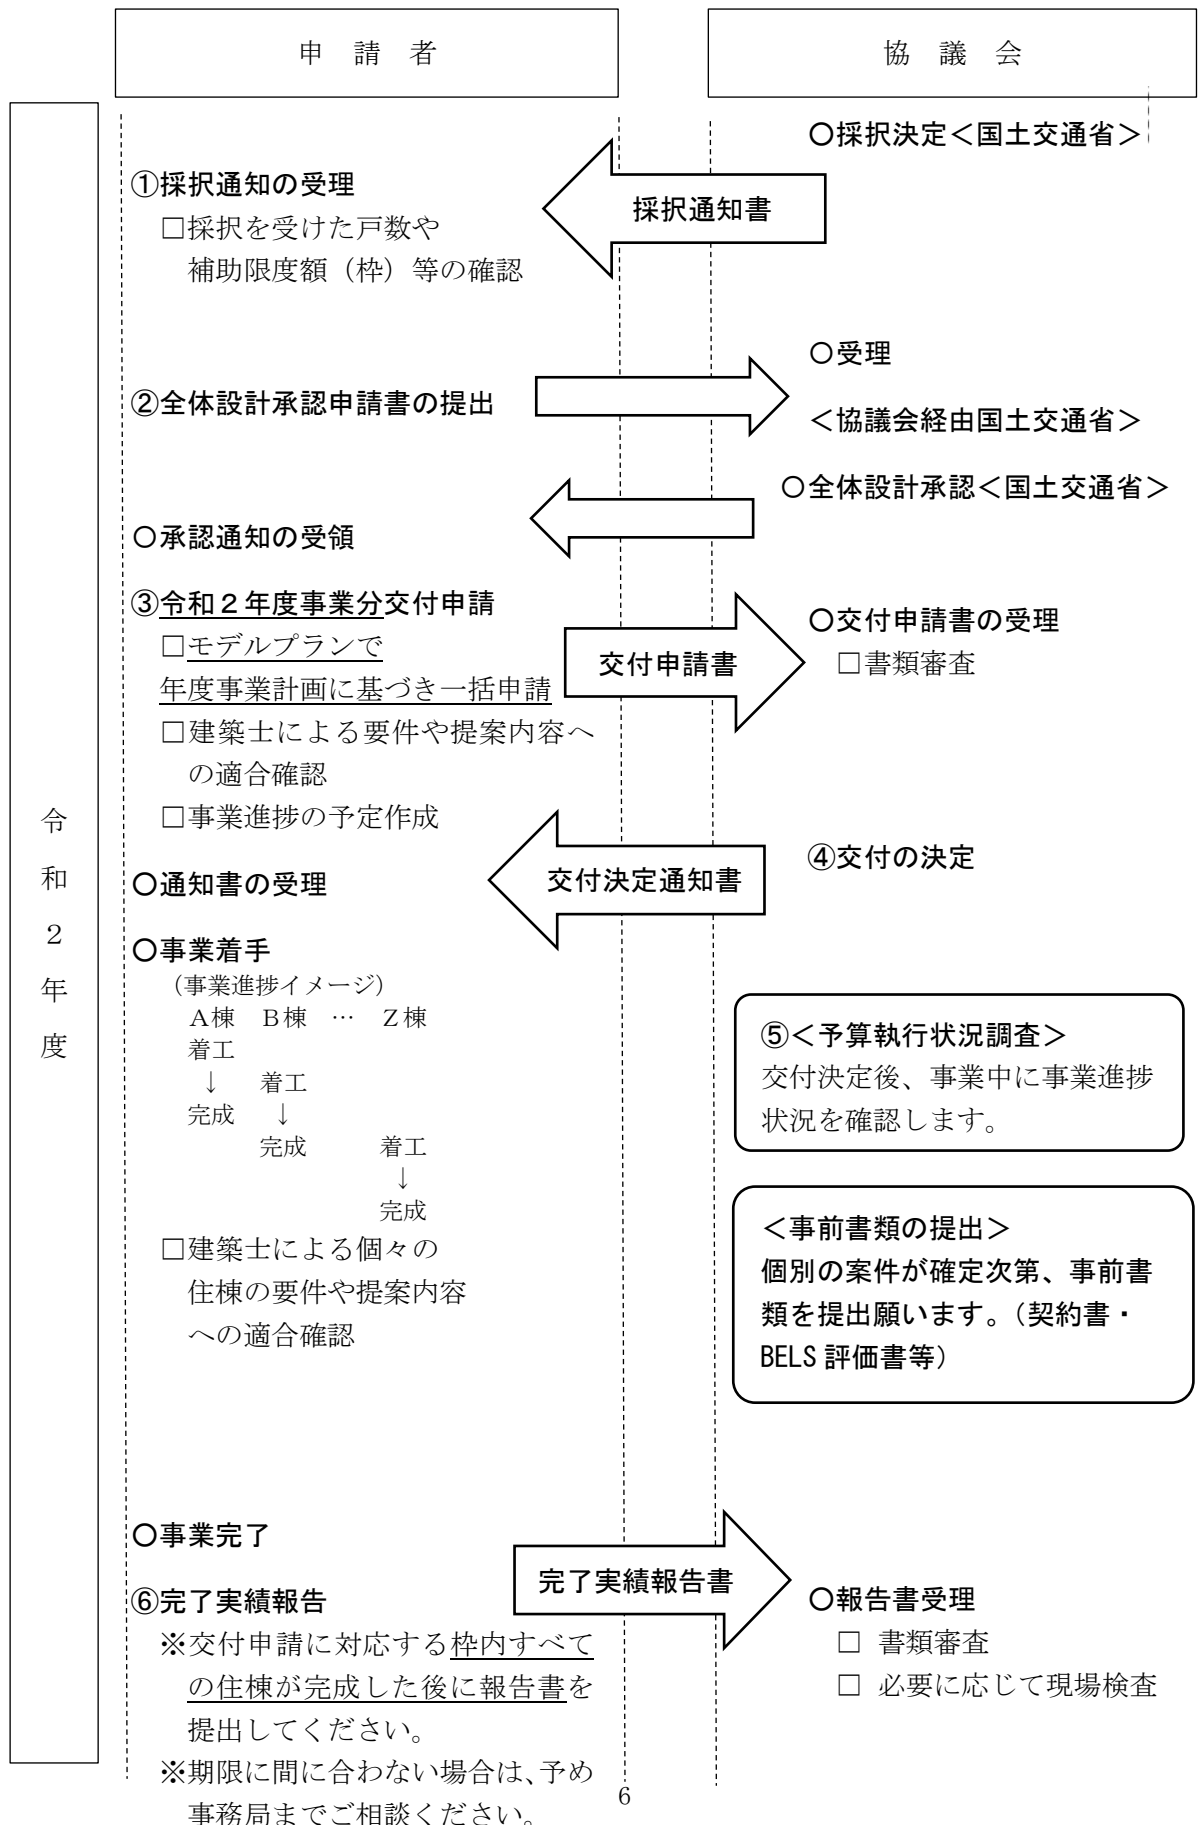 申 請 者
協 議 会
令和２年度
〇採択決定＜国土交通省＞
①採択通知の受理
採択通知書
□採択を受けた戸数や
補助限度額（枠）等の確認
〇受理
②全体設計承認申請書の提出
＜協議会経由国土交通省＞
〇全体設計承認＜国土交通省＞
〇承認通知の受領
③令和２年度事業分交付申請
□モデルプランで
年度事業計画に基づき一括申請
□建築士による要件や提案内容へ
の適合確認
□事業進捗の予定作成
交付申請書
〇交付申請書の受理
□書類審査
交付決定通知書
④交付の決定
〇通知書の受理
〇事業着手
（事業進捗イメージ）
Ａ棟 Ｂ棟 … Ｚ棟
着工
↓ 着工
完成 ↓
完成 着工
↓
完成
□建築士による個々の
住棟の要件や提案内容
への適合確認
⑤＜予算執行状況調査＞
交付決定後、事業中に事業進捗
状況を確認します。
＜事前書類の提出＞
個別の案件が確定次第、事前書
類を提出願います。（契約書・
BELS 評価書等）
〇事業完了
完了実績報告書
⑥完了実績報告
※交付申請に対応する枠内すべて
の住棟が完成した後に報告書を
提出してください。
※期限に間に合わない場合は、予め
事務局までご相談ください。
〇報告書受理
□ 書類審査
□ 必要に応じて現場検査
6